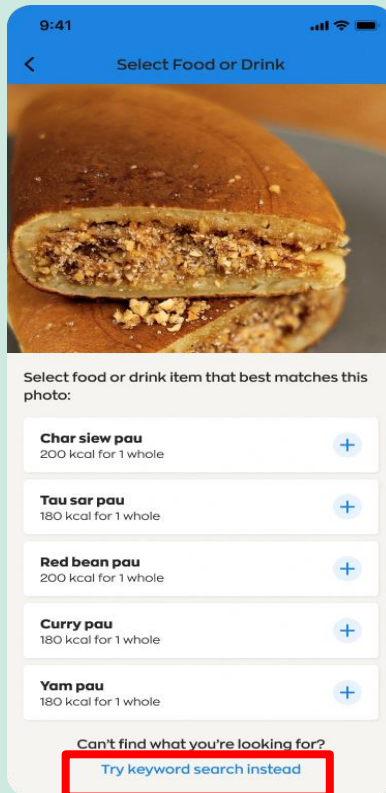 9:41
Select Food or Drink
Select food or drink item that best matches this
photo:
Char siew pau
200 kcal for 1 whole
Tau sar pau
180 kcal for 1 whole
Red bean pau
200 kcal for 1 whole
Curry pau
180 kcal for 1 whole
Yam pau
180 kcal for 1 whole
Can't find what you're looking for?
Try keyword search instead